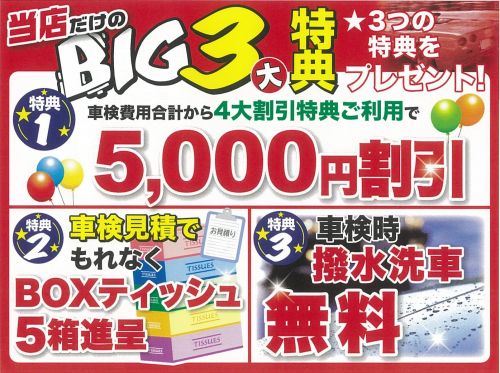 当店だけの
BIG3大特典
★3つの
特典を
プレゼント!
特典1
車検費用合計から4大割引特典ご利用で
5,000円割引
特典2
車検見積で
もれなく
BOXティッシュ
5箱進呈
お見積り
TISSUES
TISSUES
TISSUES
TISSUES
TISSUES
特典3
車検時
撥水洗車
無料